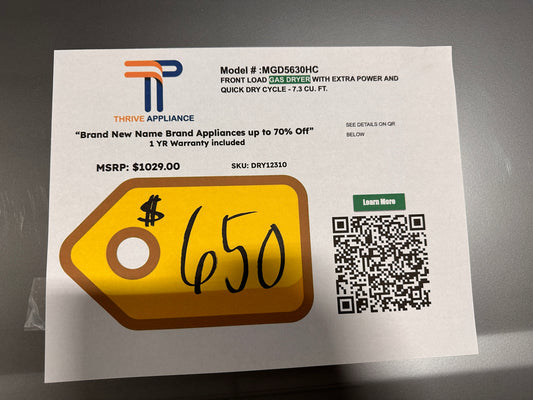 TP
THRIVE APPLIANCE
Model # :MGD5630HC
FRONT LOAD GAS DRYER WITH EXTRA POWER AND
QUICK DRY CYCLE - 7.3 CU. FT.
"Brand New Name Brand Appliances up to 70% Off"
1 YR Warranty included
SEE DETAILS ON QR
BELOW
MSRP: $1029.00
SKU: DRY12310
$650
Learn More